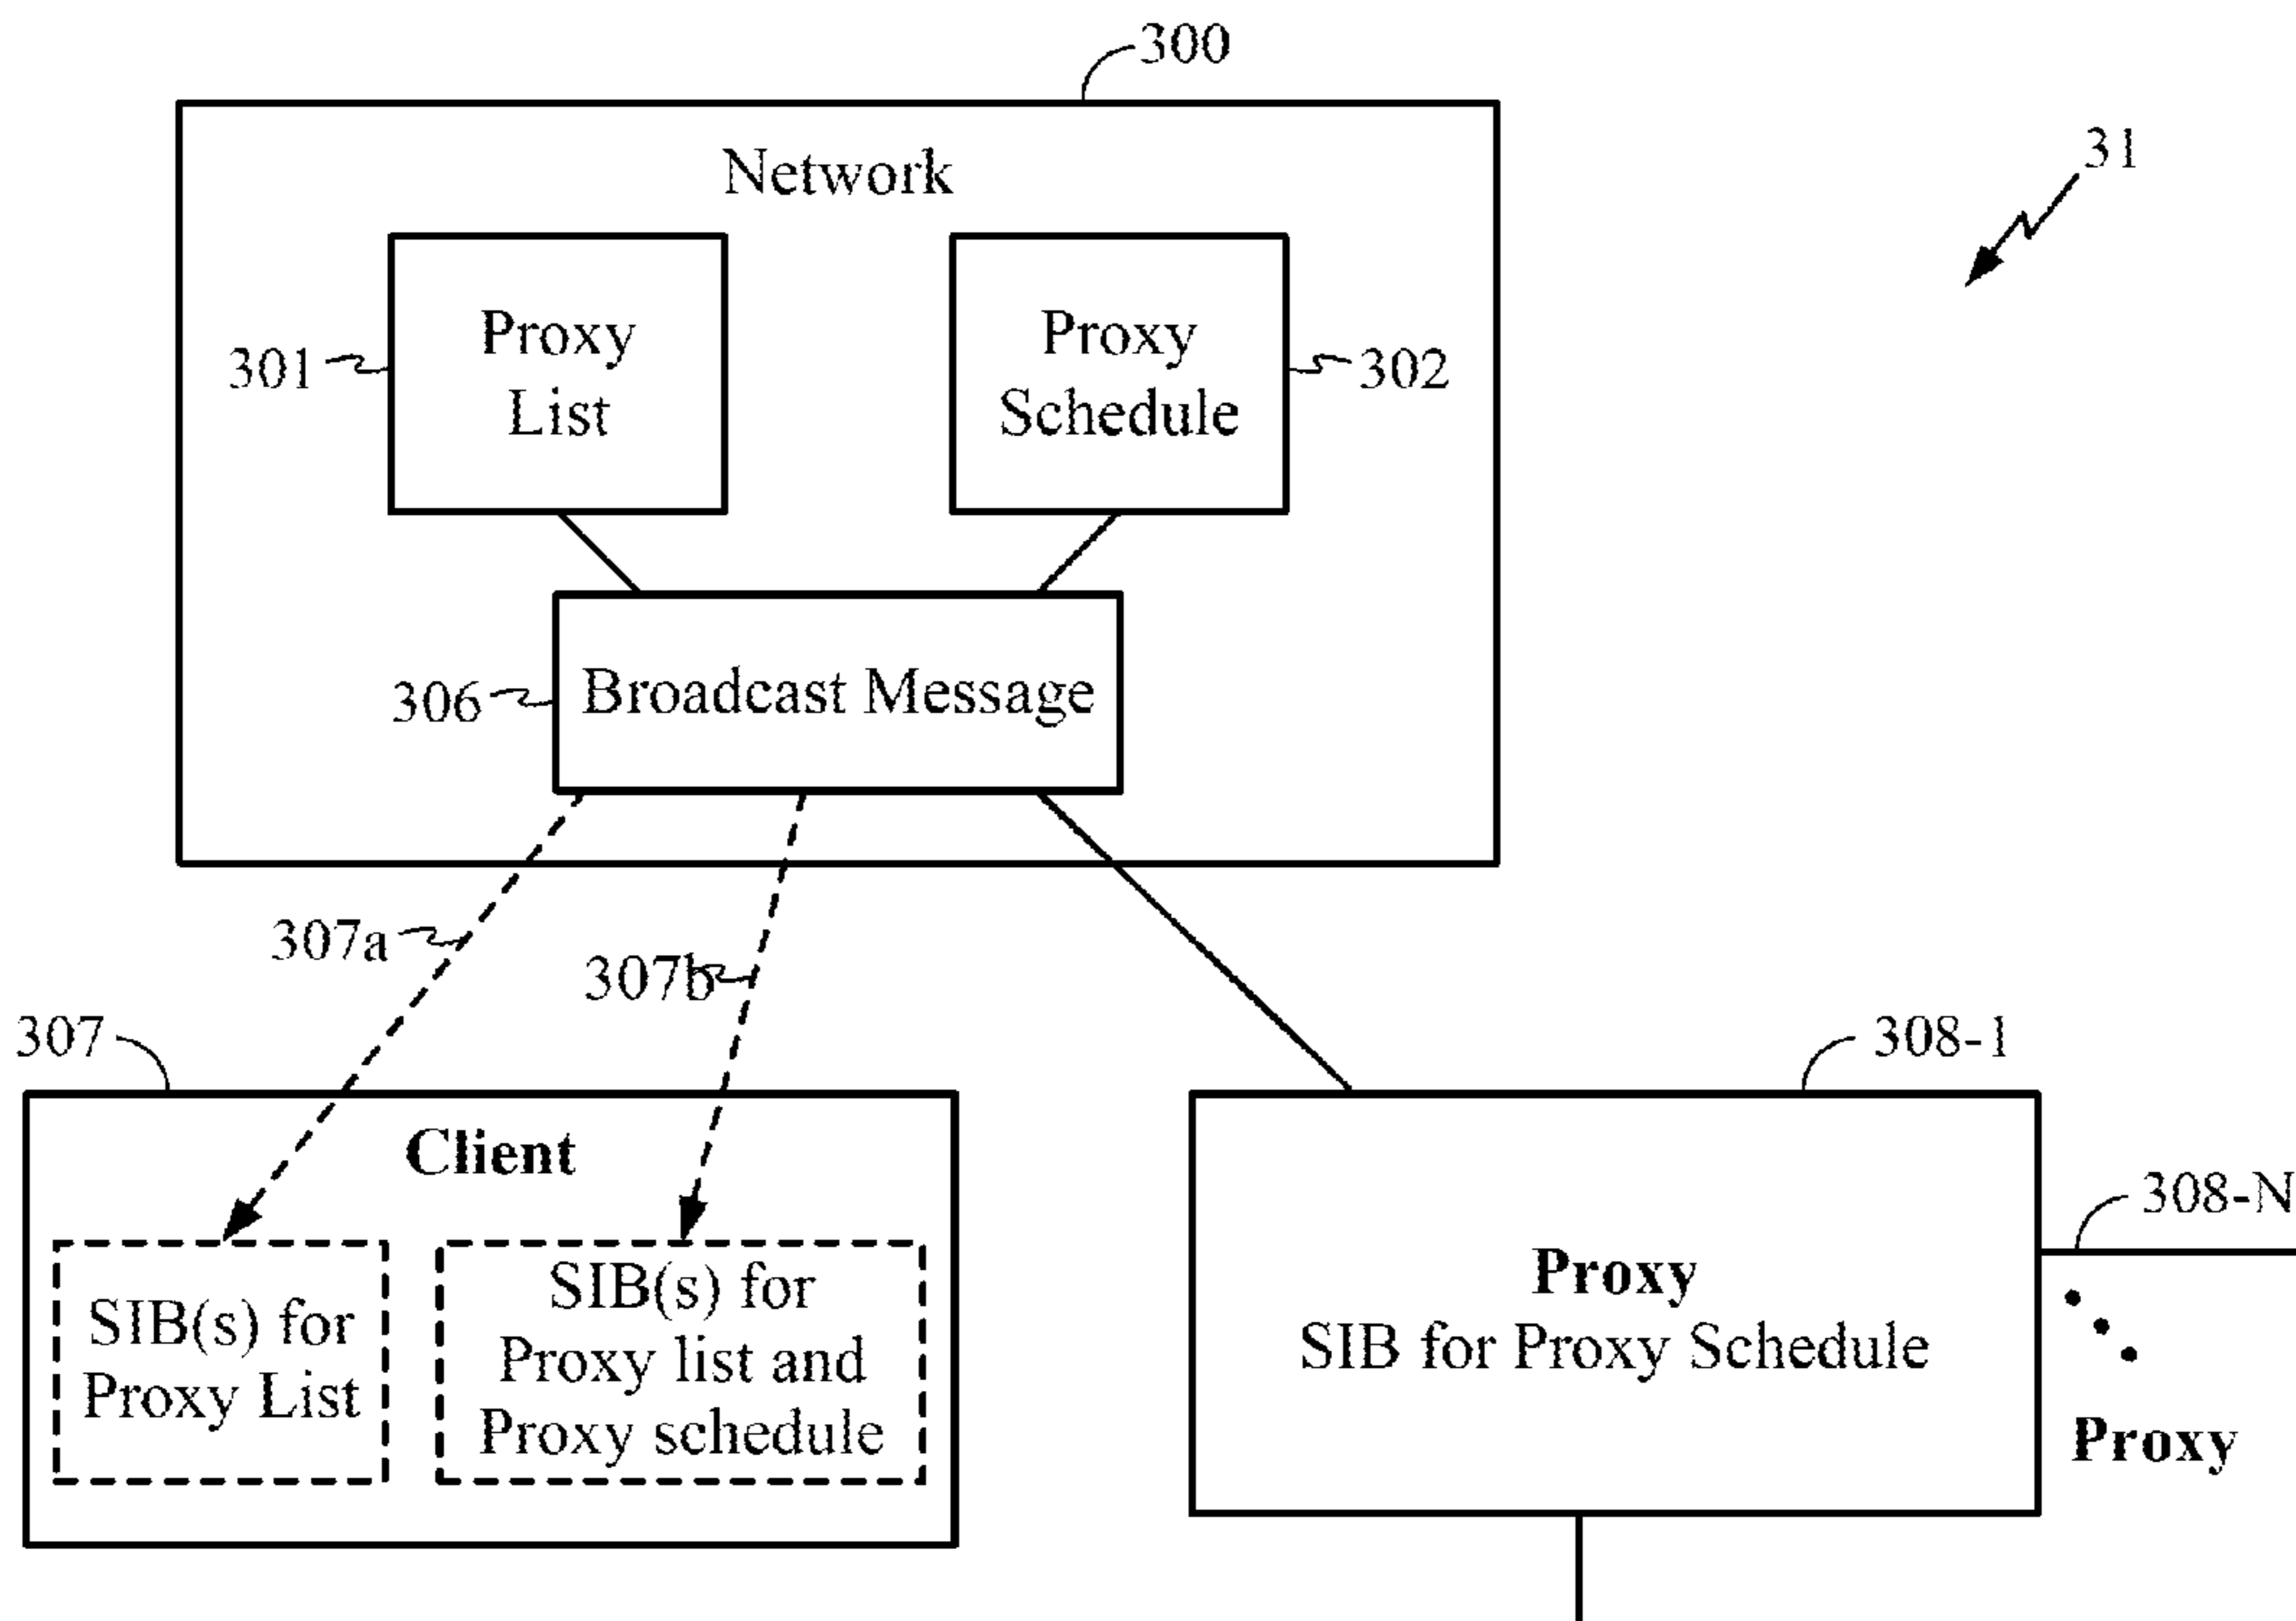 300
31
Network
Proxy
List
Proxy
Schedule
301
302
306
Broadcast Message
307a
307b
307
308-1
Client
308-N
SIB(s) for
Proxy List
SIB(s) for
Proxy list and
Proxy schedule
Proxy
SIB for Proxy Schedule
Proxy